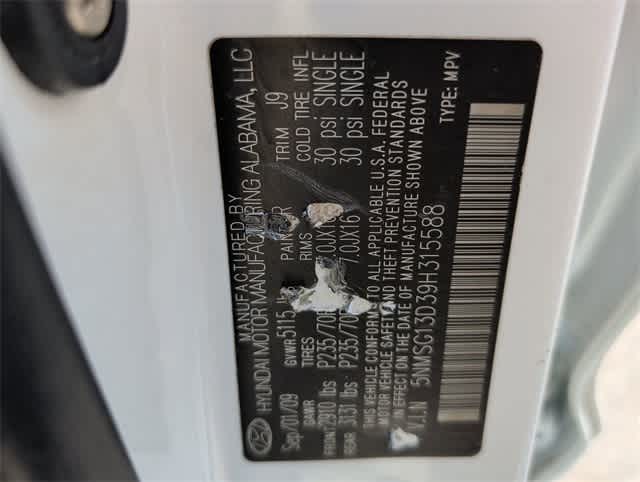 MANUFACTURED BY
HYUNDAI MOTOR MANUFACTURING ALABAMA, LLC
Sep/01/09 GVWR 5115 PAINT TRIM J9
GAWR TIRES RIMS COLD TIRE INFL
FRONT 2910 lbs P235/70R 7.0JX16 30 psi SINGLE
REAR 3131 lbs P235/70 7.0JX16 30 psi SINGLE
THIS VEHICLE CONFORMS TO ALL APPLICABLE U.S.A. FEDERAL
MOTOR VEHICLE SAFETY AND THEFT PREVENTION STANDARDS
IN EFFECT ON THE DATE OF MANUFACTURE SHOWN ABOVE
V.I.N 5NMSG13D39H315588 TYPE: MPV